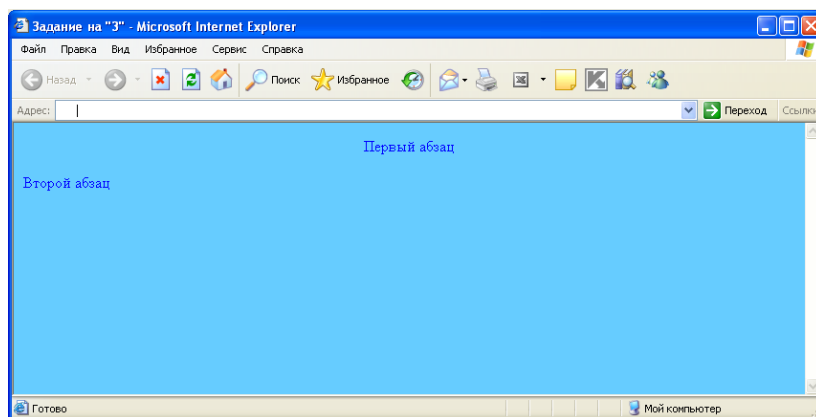 Задание на "3" - Microsoft Internet Explorer
Файл Правка Вид Избранное Сервис Справка
Назад Поиск Избранное
Адрес: Переход Ссылки
Первый абзац
Второй абзац
Готово Мой компьютер